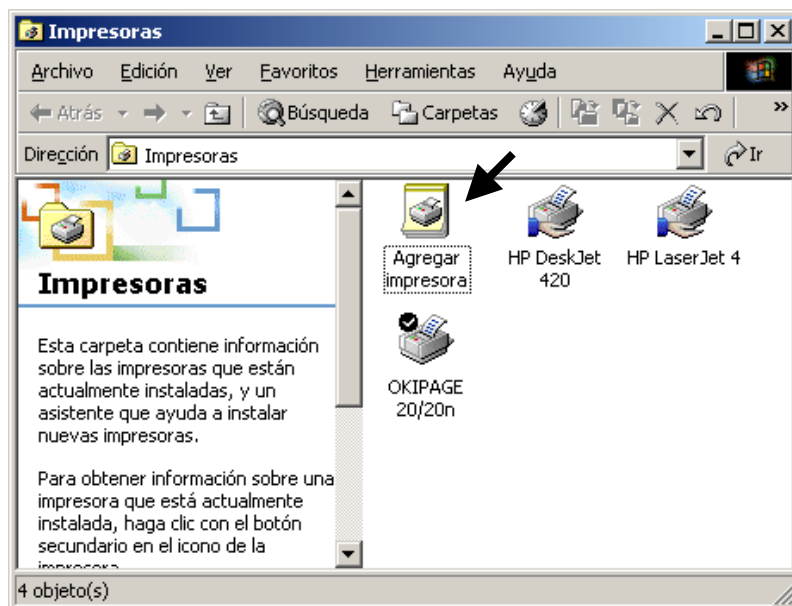 Impresoras
Archivo Edición Ver Favoritos Herramientas Ayuda
Atrás Búsqueda Carpetas »
Dirección Impresoras Ir
Impresoras
Esta carpeta contiene información
sobre las impresoras que están
actualmente instaladas, y un
asistente que ayuda a instalar
nuevas impresoras.
Para obtener información sobre una
impresora que está actualmente
instalada, haga clic con el botón
secundario en el icono de la
impresora
Agregar
impresora
HP DeskJet
420
HP LaserJet 4
OKIPAGE
20/20n
4 objeto(s)